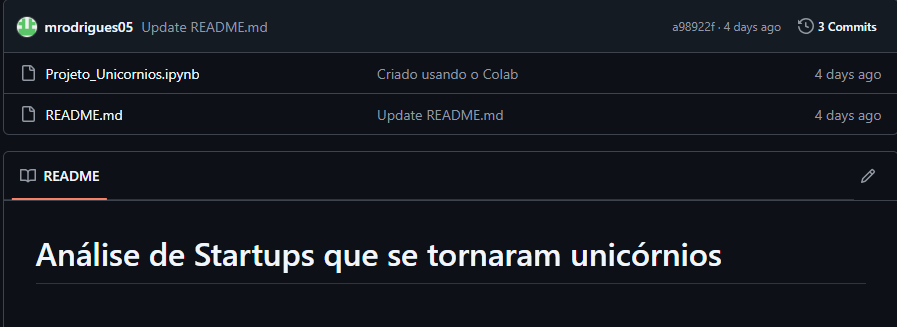 mrodrigues05 Update README.md a98922f · 4 days ago 3 Commits
Projeto_Unicornios.ipynb Criado usando o Colab 4 days ago
README.md Update README.md 4 days ago
README
Análise de Startups que se tornaram unicórnios